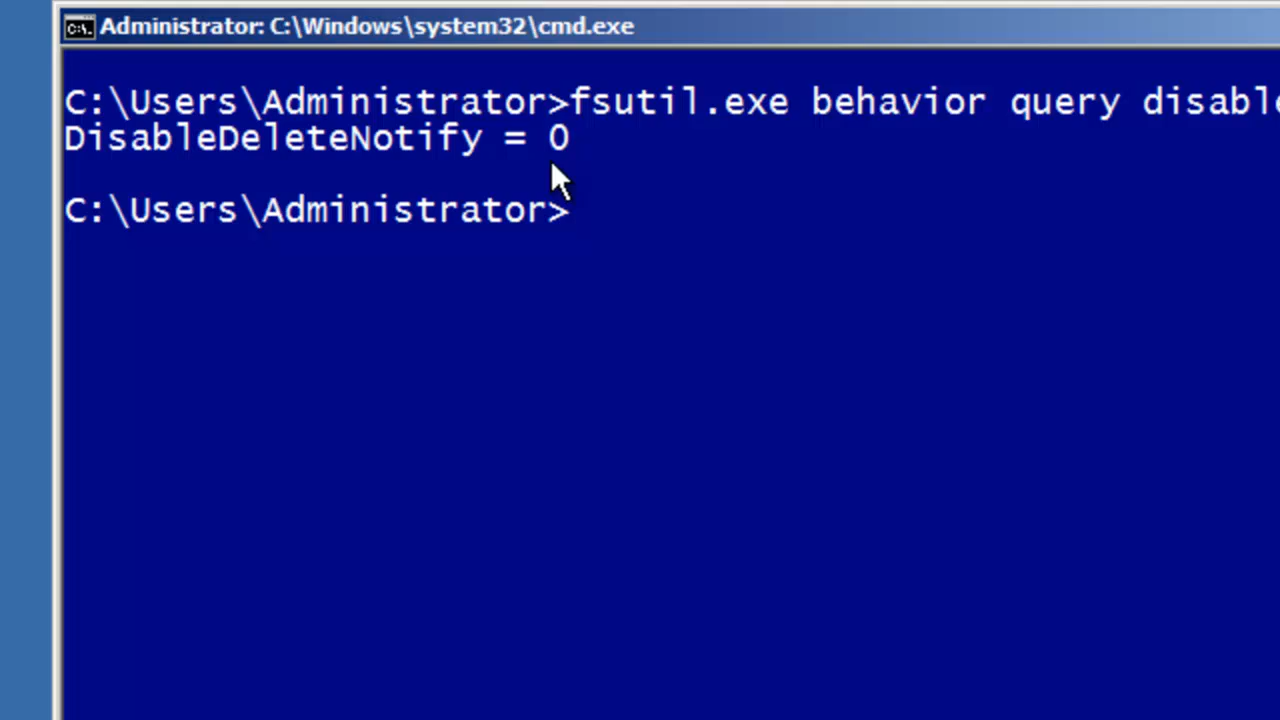 Administrator: C:\Windows\system32\cmd.exe
C:\Users\Administrator>fsutil.exe behavior query disable
DisableDeleteNotify = 0
C:\Users\Administrator>